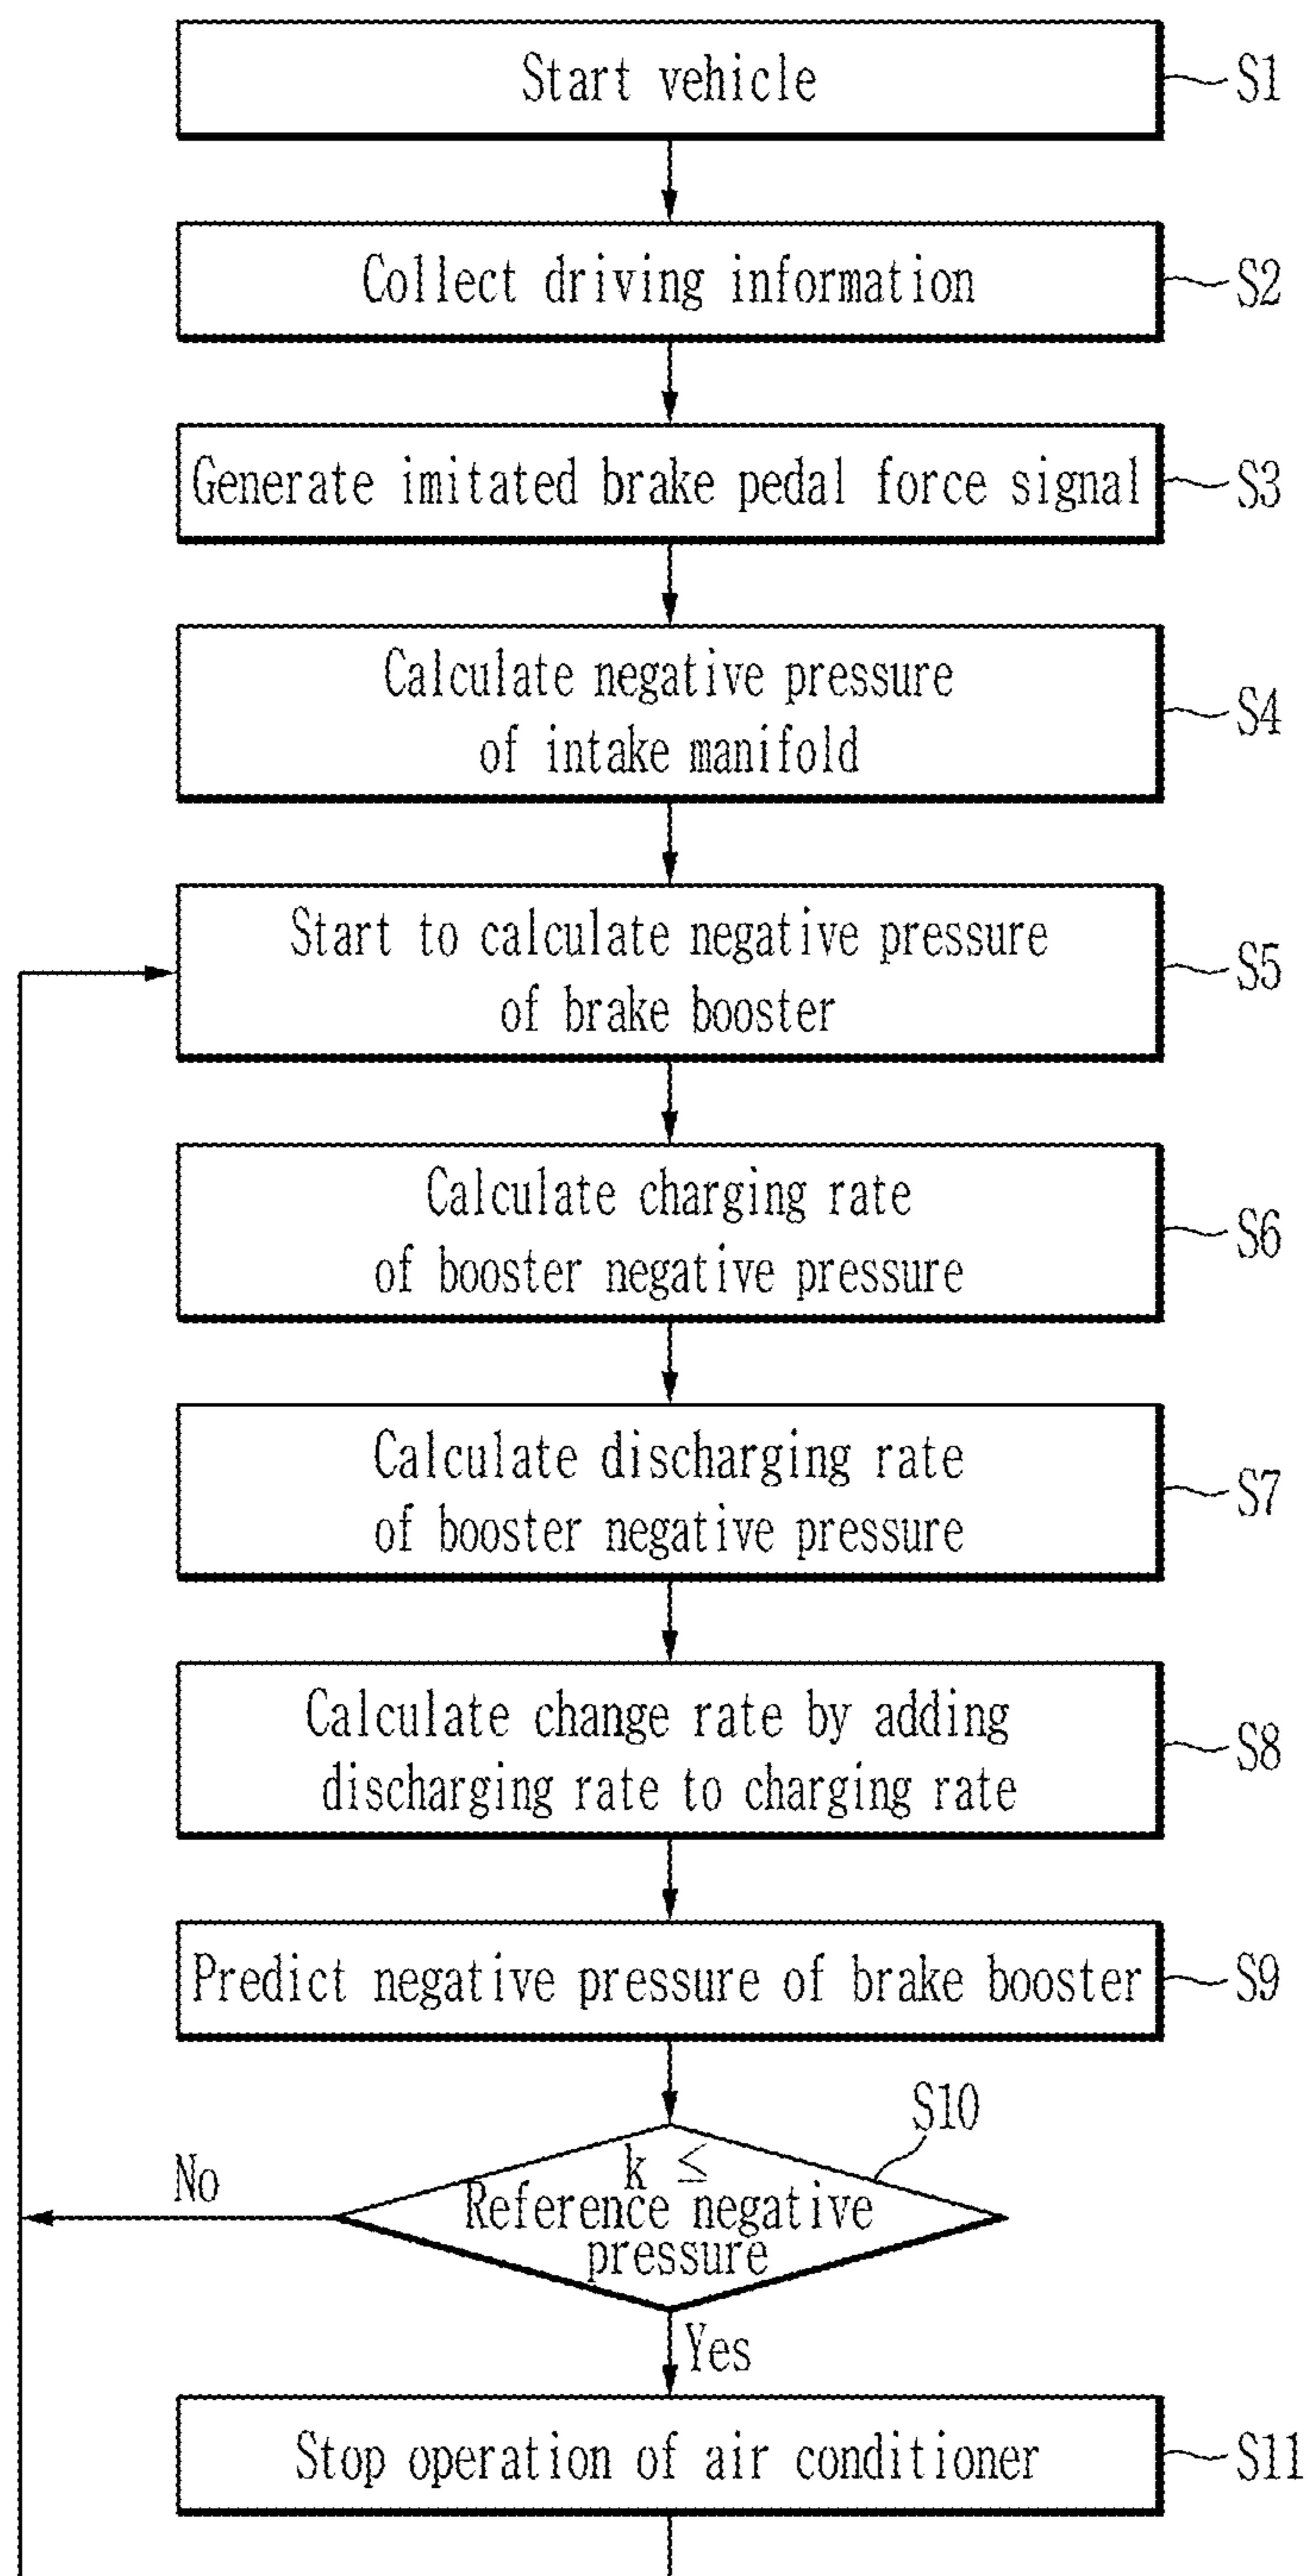 Start vehicle
S1
Collect driving information
S2
Generate imitated brake pedal force signal
S3
Calculate negative pressure
of intake manifold
S4
Start to calculate negative pressure
of brake booster
S5
Calculate charging rate
of booster negative pressure
S6
Calculate discharging rate
of booster negative pressure
S7
Calculate change rate by adding
discharging rate to charging rate
S8
Predict negative pressure of brake booster
S9
S10
k ≤
Reference negative
pressure
No
Yes
Stop operation of air conditioner
S11